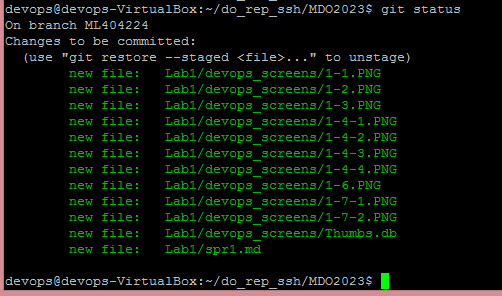 devops@devops-VirtualBox:~/do_rep_ssh/MDO2023$ git status
On branch ML404224
Changes to be committed:
  (use "git restore --staged <file>..." to unstage)
        new file:   Lab1/devops_screens/1-1.PNG
        new file:   Lab1/devops_screens/1-2.PNG
        new file:   Lab1/devops_screens/1-3.PNG
        new file:   Lab1/devops_screens/1-4-1.PNG
        new file:   Lab1/devops_screens/1-4-2.PNG
        new file:   Lab1/devops_screens/1-4-3.PNG
        new file:   Lab1/devops_screens/1-4-4.PNG
        new file:   Lab1/devops_screens/1-6.PNG
        new file:   Lab1/devops_screens/1-7-1.PNG
        new file:   Lab1/devops_screens/1-7-2.PNG
        new file:   Lab1/devops_screens/Thumbs.db
        new file:   Lab1/spr1.md
devops@devops-VirtualBox:~/do_rep_ssh/MDO2023$